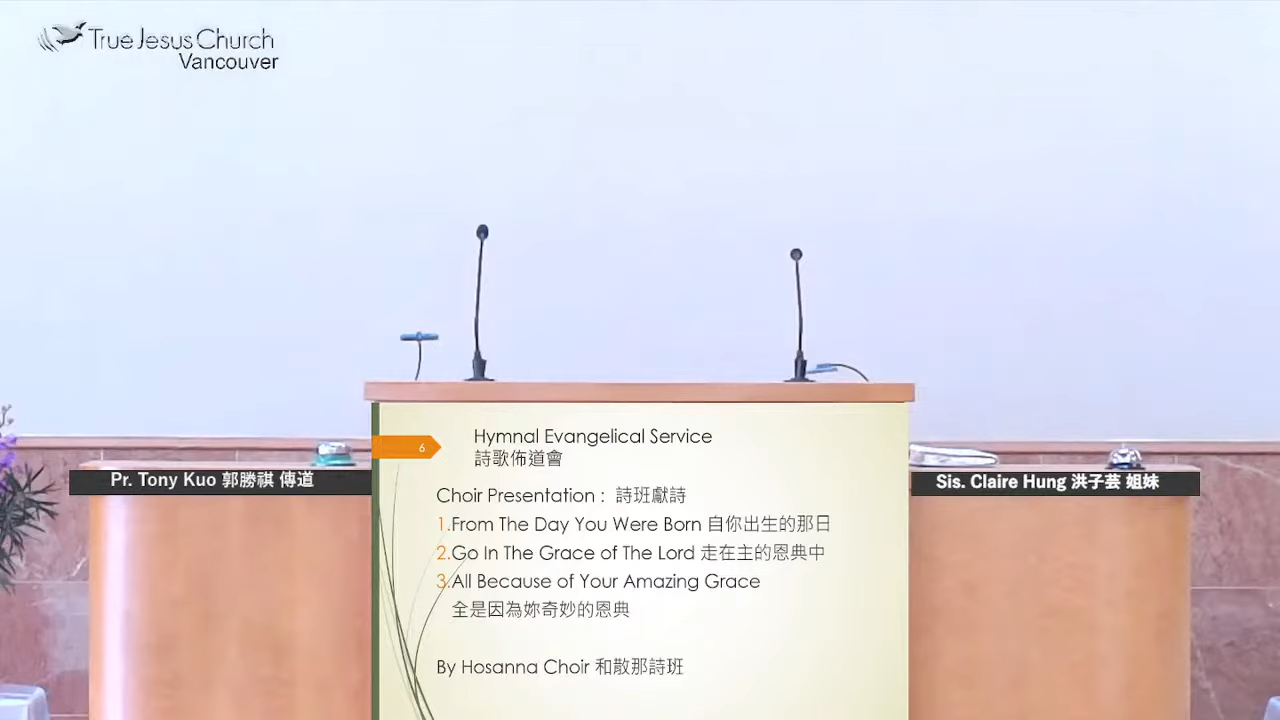 True Jesus Church
Vancouver
6
Hymnal Evangelical Service
詩歌佈道會
Choir Presentation : 詩班獻詩
1.From The Day You Were Born 自你出生的那日
2.Go In The Grace of The Lord 走在主的恩典中
3.All Because of Your Amazing Grace
全是因為妳奇妙的恩典
By Hosanna Choir 和散那詩班
Pr. Tony Kuo 郭勝祺 傳道
Sis. Claire Hung 洪子芸 姐妹